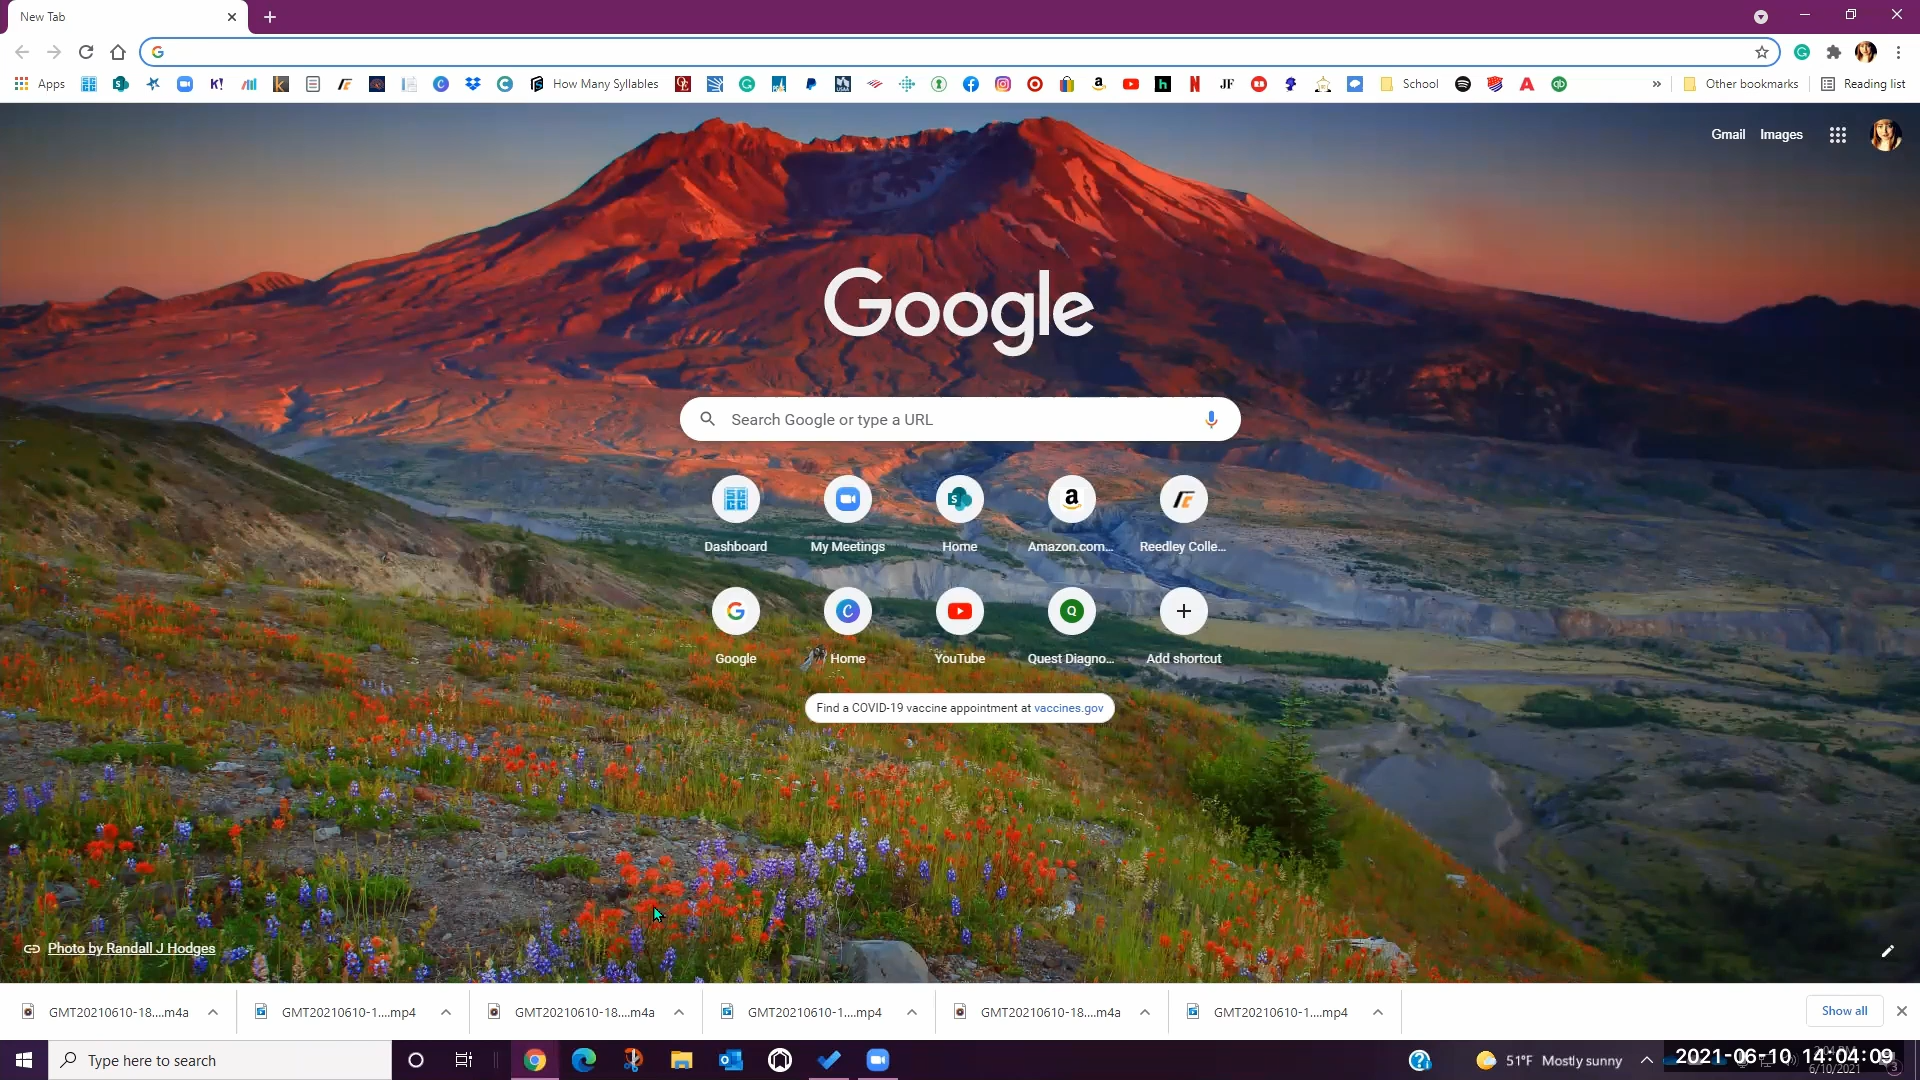 New Tab
Apps
How Many Syllables
School
Other bookmarks
Reading list
Gmail
Images
Google
Search Google or type a URL
Dashboard
My Meetings
Home
Amazon.com...
Reedley Colle...
Google
Home
YouTube
Quest Diagno...
Add shortcut
Find a COVID-19 vaccine appointment at vaccines.gov
Photo by Randall J Hodges
GMT20210610-18....m4a
GMT20210610-1....mp4
GMT20210610-18....m4a
GMT20210610-1....mp4
GMT20210610-18....m4a
GMT20210610-1....mp4
Show all
Type here to search
51°F Mostly sunny
2021-06-10 14:04:09
6/10/2021